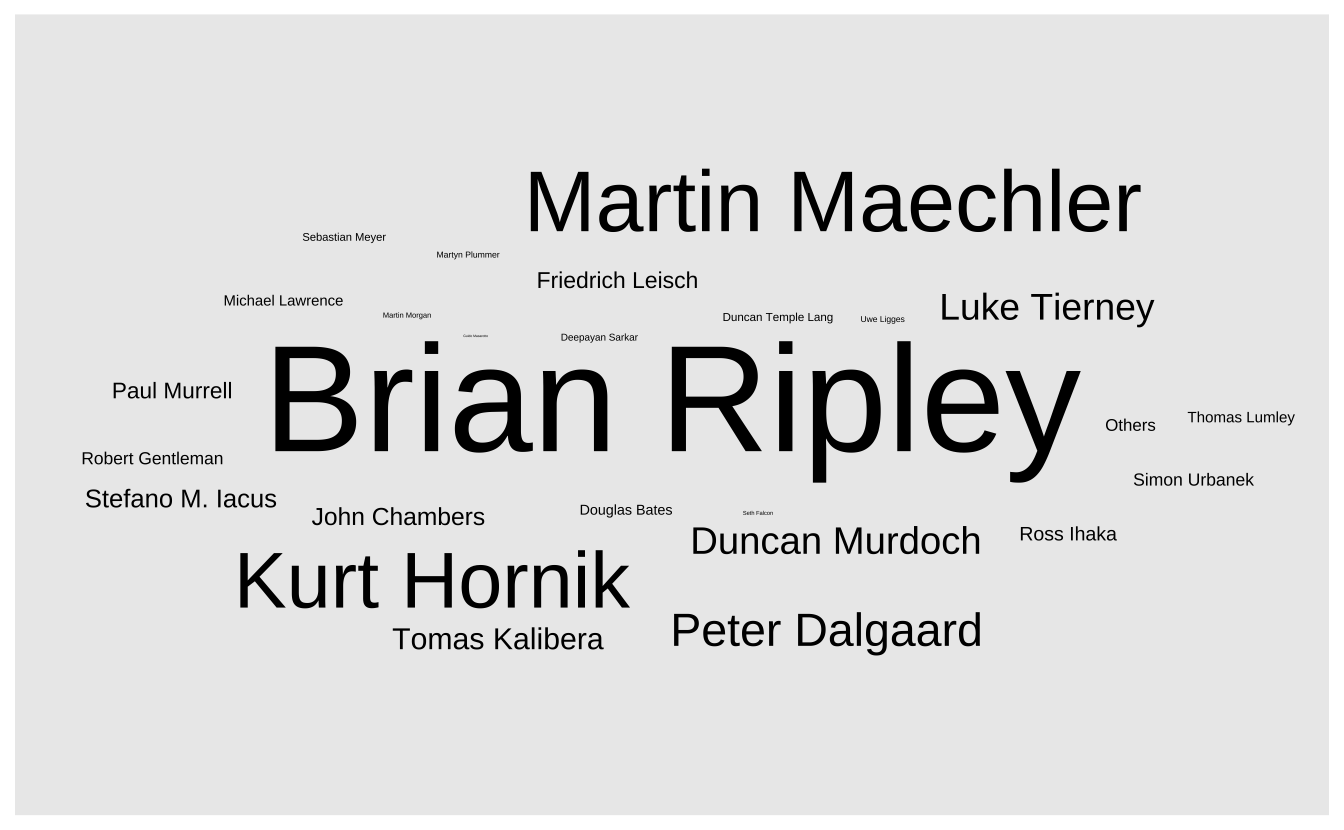 Martin Maechler
Sebastian Meyer
Martyn Plummer
Friedrich Leisch
Michael Lawrence
Luke Tierney
Martin Morgan
Duncan Temple Lang
Uwe Ligges
Guido Masarotto
Deepayan Sarkar
Brian Ripley
Paul Murrell
Others
Thomas Lumley
Robert Gentleman
Simon Urbanek
Stefano M. Iacus
John Chambers
Douglas Bates
Seth Falcon
Duncan Murdoch
Ross Ihaka
Kurt Hornik
Peter Dalgaard
Tomas Kalibera